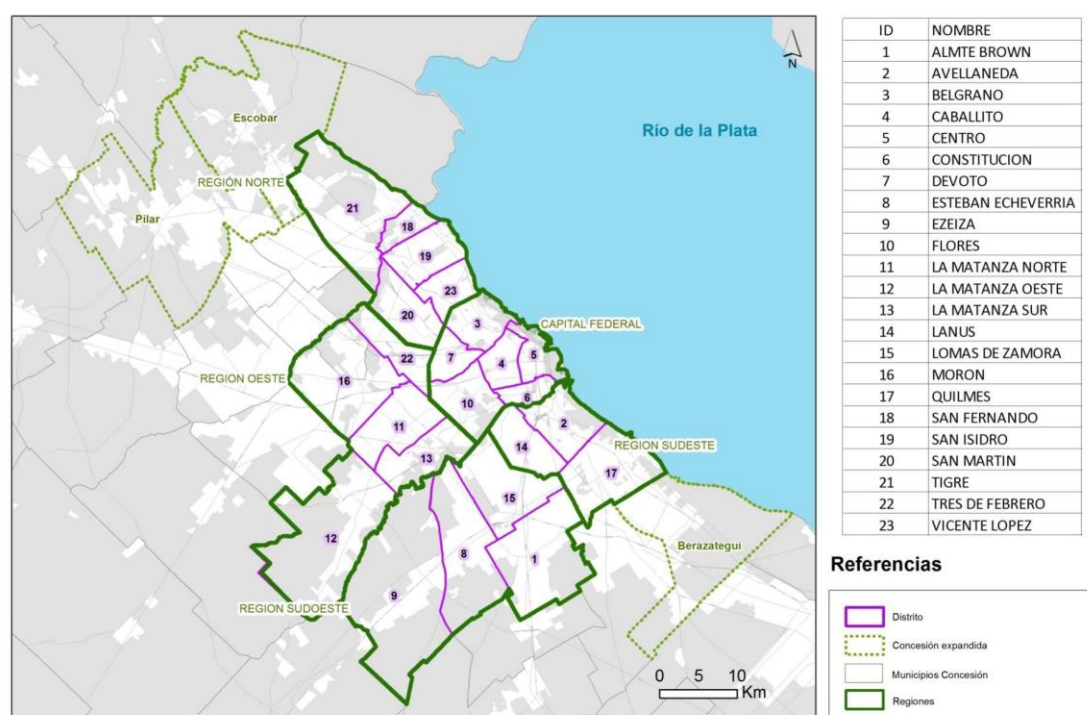 N
Río de la Plata
Escobar
REGIÓN NORTE
Pilar
21
18
19
23
20
3
CAPITAL FEDERAL
22
7
4
5
REGION OESTE
16
6
10
11
2
14
REGION SUDESTE
13
17
15
12
8
1
Berazategui
9
REGION SUDOESTE
0 5 10
Km
ID NOMBRE
1 ALMTE BROWN
2 AVELLANEDA
3 BELGRANO
4 CABALLITO
5 CENTRO
6 CONSTITUCION
7 DEVOTO
8 ESTEBAN ECHEVERRIA
9 EZEIZA
10 FLORES
11 LA MATANZA NORTE
12 LA MATANZA OESTE
13 LA MATANZA SUR
14 LANUS
15 LOMAS DE ZAMORA
16 MORON
17 QUILMES
18 SAN FERNANDO
19 SAN ISIDRO
20 SAN MARTIN
21 TIGRE
22 TRES DE FEBRERO
23 VICENTE LOPEZ
Referencias
Distrito
Concesión expandida
Municipios Concesión
Regiones